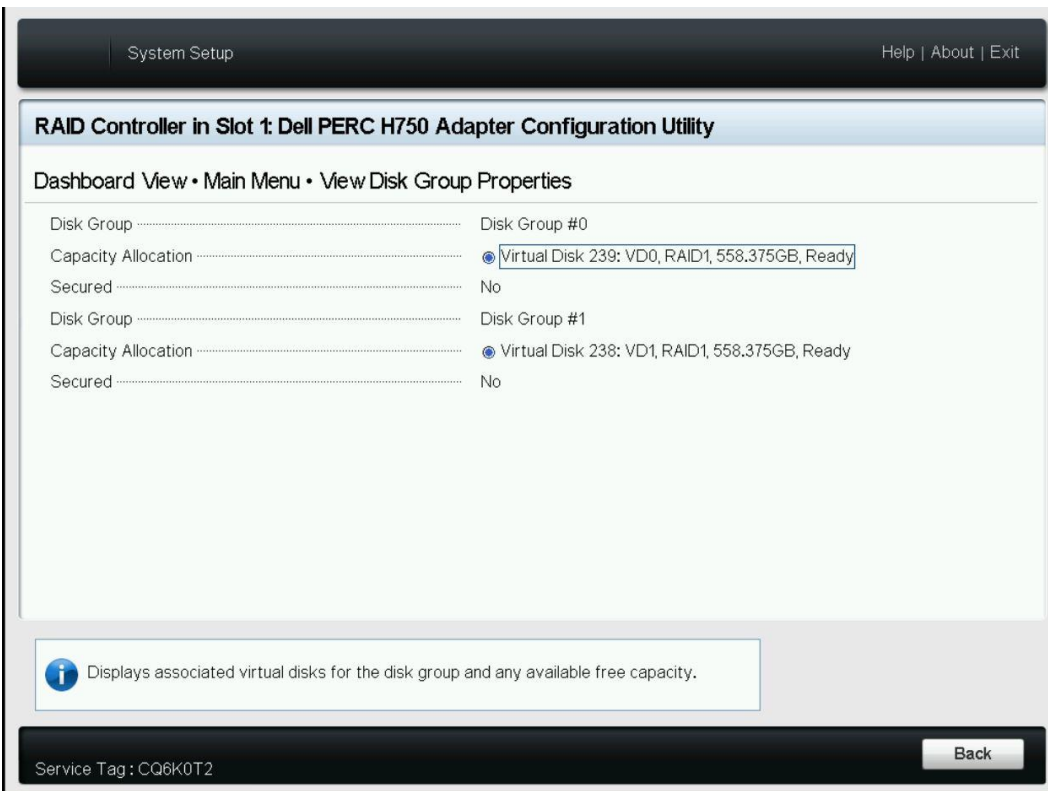 System Setup
Help | About | Exit
RAID Controller in Slot 1: Dell PERC H750 Adapter Configuration Utility
Dashboard View • Main Menu • View Disk Group Properties
Disk Group Disk Group #0
Capacity Allocation Virtual Disk 239: VD0, RAID1, 558.375GB, Ready
Secured No
Disk Group Disk Group #1
Capacity Allocation Virtual Disk 238: VD1, RAID1, 558.375GB, Ready
Secured No
Displays associated virtual disks for the disk group and any available free capacity.
Back
Service Tag : CQ6K0T2